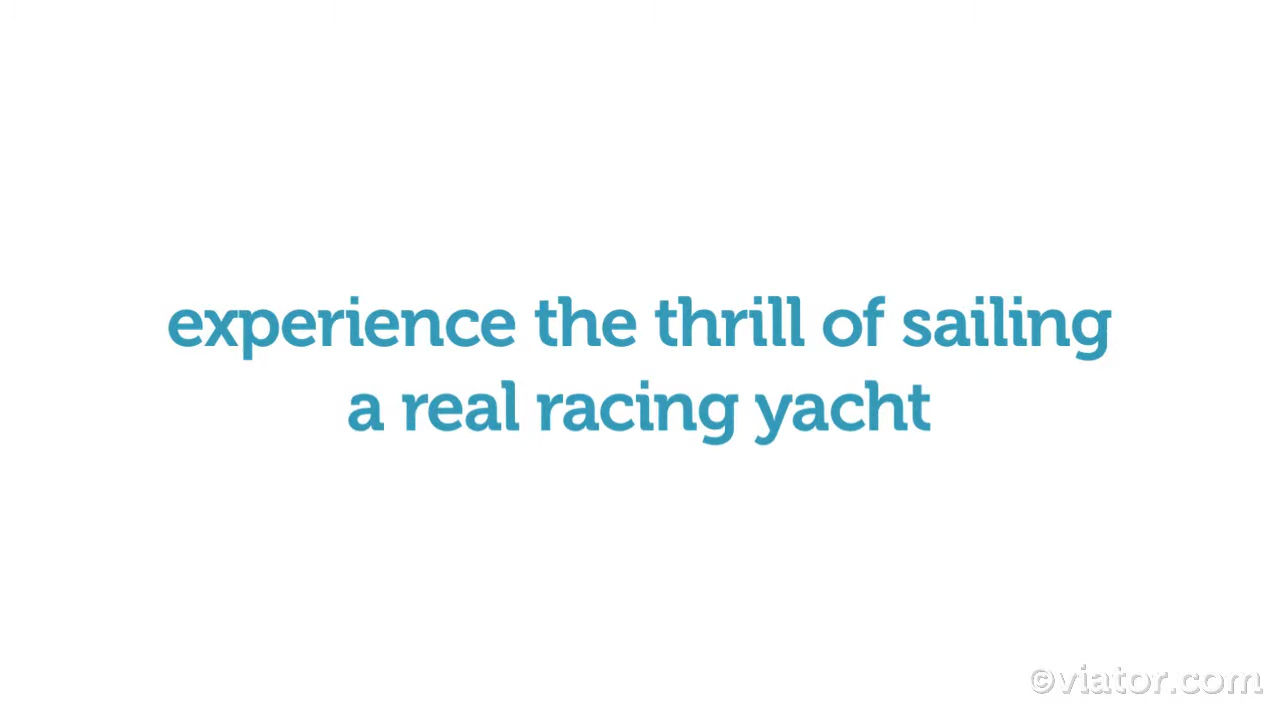 experience the thrill of sailing
a real racing yacht
©viator.com